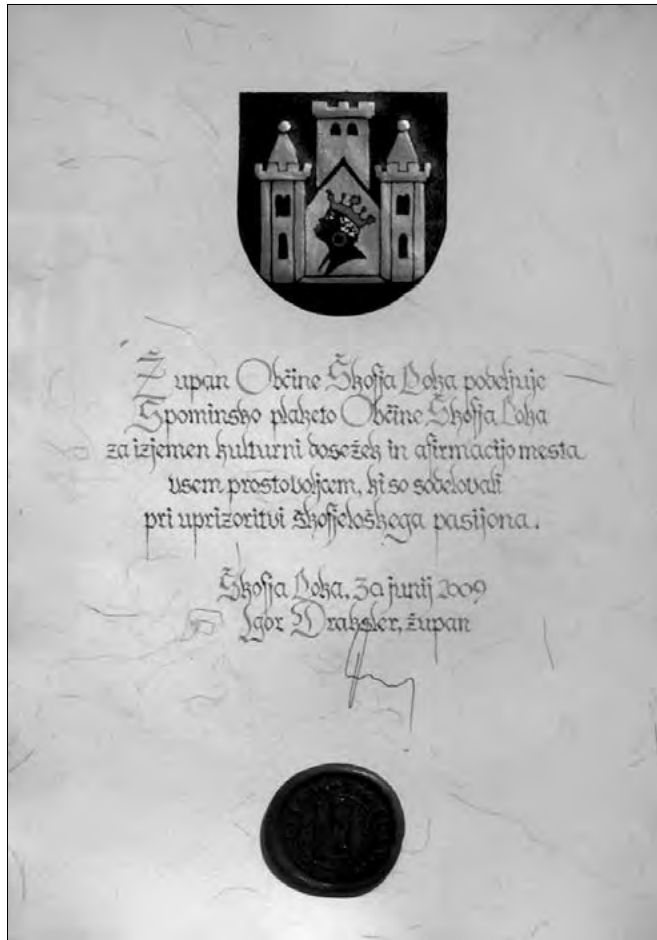 Župan Občine Škofja Loka podeljuje
Spominsko plaketo Občine Škofja Loka
za izjemen kulturni dosežek in afirmacijo mesta
vsem prostovoljcem, ki so sodelovali
pri uprizoritvi škofjeloškega pasijona.
Škofja Loka, 30 junij 2009
Igor Draksler, župan